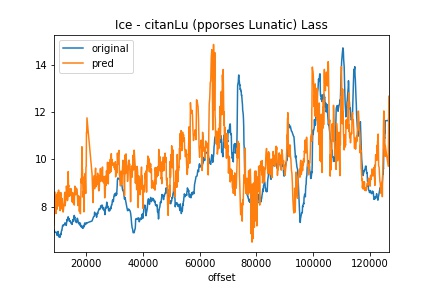 Ice - citanLu (pporses Lunatic) Lass
original
pred
14
12
10
8
20000 40000 60000 80000 100000 120000
offset